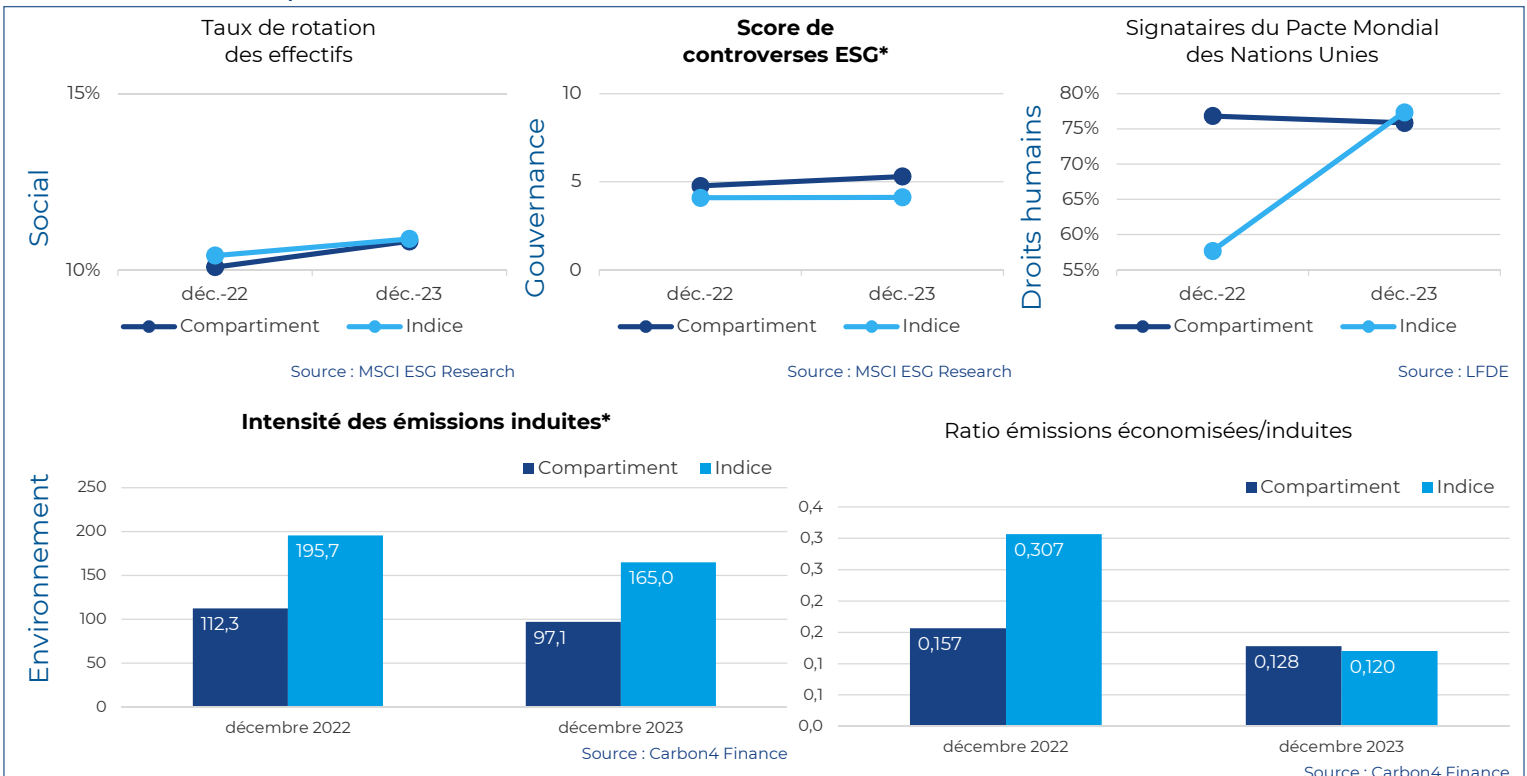 Taux de rotation
des effectifs
Social
15%
10%
déc.-22 déc.-23
Compartiment Indice
Source : MSCI ESG Research
Score de
controverses ESG*
Gouvernance
10
5
0
déc.-22 déc.-23
Compartiment Indice
Source : MSCI ESG Research
Signataires du Pacte Mondial
des Nations Unies
Droits humains
80%
75%
70%
65%
60%
55%
déc.-22 déc.-23
Compartiment Indice
Source : LFDE
Intensité des émissions induites*
Environnement
Compartiment Indice
250
200
150
100
50
0
112,3
195,7
97,1
165,0
décembre 2022 décembre 2023
Source : Carbon4 Finance
Ratio émissions économisées/induites
Compartiment Indice
0,4
0,3
0,3
0,2
0,2
0,1
0,1
0,0
0,157
0,307
0,128
0,120
décembre 2022 décembre 2023
Source : Carbon4 Finance